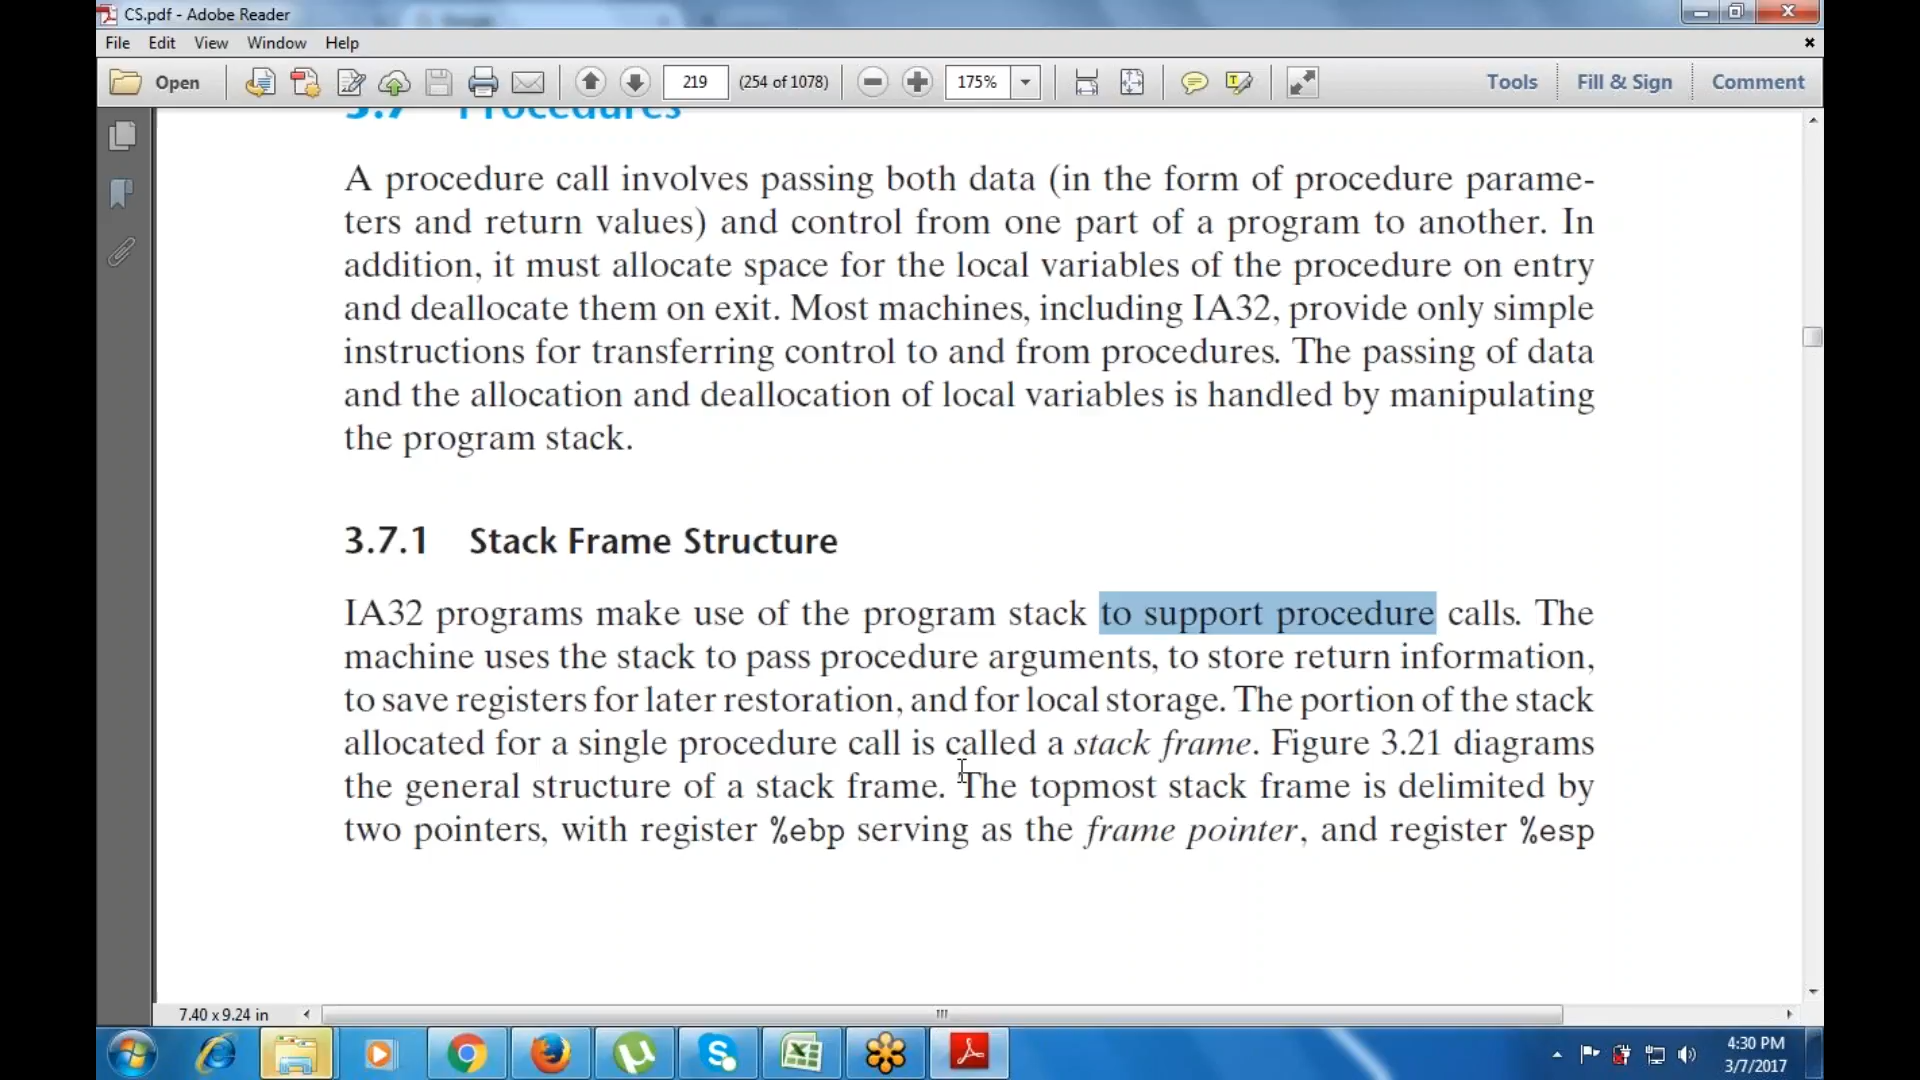 CS.pdf - Adobe Reader
File Edit View Window Help
Open 219 (254 of 1078) 175% Tools Fill & Sign Comment
3.7 Procedures
A procedure call involves passing both data (in the form of procedure parame-
ters and return values) and control from one part of a program to another. In
addition, it must allocate space for the local variables of the procedure on entry
and deallocate them on exit. Most machines, including IA32, provide only simple
instructions for transferring control to and from procedures. The passing of data
and the allocation and deallocation of local variables is handled by manipulating
the program stack.
3.7.1 Stack Frame Structure
IA32 programs make use of the program stack to support procedure calls. The
machine uses the stack to pass procedure arguments, to store return information,
to save registers for later restoration, and for local storage. The portion of the stack
allocated for a single procedure call is called a stack frame. Figure 3.21 diagrams
the general structure of a stack frame. The topmost stack frame is delimited by
two pointers, with register %ebp serving as the frame pointer, and register %esp
7.40 x 9.24 in
4:30 PM
3/7/2017